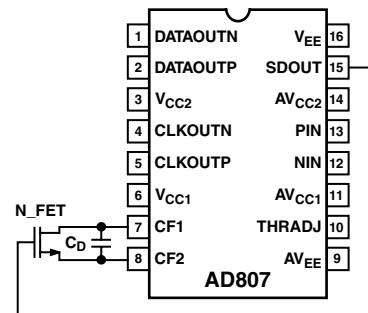 1 DATAOUTN V_EE 16
2 DATAOUTP SDOUT 15
3 V_CC2 AV_CC2 14
4 CLKOUTN PIN 13
5 CLKOUTP NIN 12
6 V_CC1 AV_CC1 11
N_FET
C_D
7 CF1 THRADJ 10
8 CF2 AV_EE 9
AD807